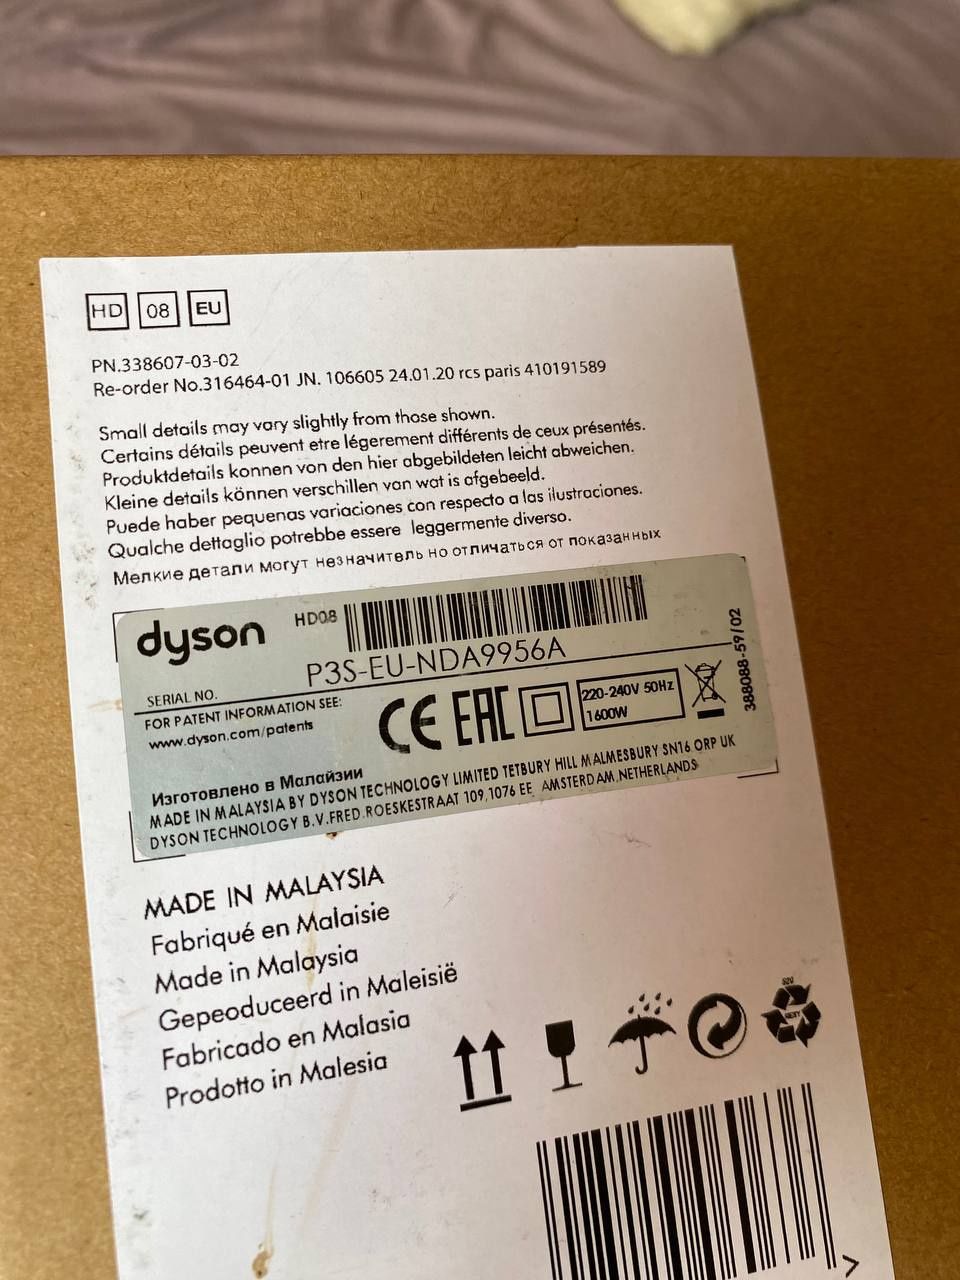 HD 08 EU
PN.338607-03-02
Re-order No.316464-01 JN. 106605 24.01.20 rcs paris 410191589
Small details may vary slightly from those shown.
Certains détails peuvent etre légerement différents de ceux présentés.
Produktdetails konnen von den hier abgebildeten leicht abweichen.
Kleine details können verschillen van wat is afgebeeld.
Puede haber pequenas variaciones con respecto a las ilustraciones.
Qualche dettaglio potrebbe essere leggermente diverso.
Мелкие детали могут незначитель но отличаться от показанных
dyson HD08
SERIAL NO. P3S-EU-NDA9956A
FOR PATENT INFORMATION SEE:
www.dyson.com/patents
CE EAC
220-240V 50Hz
1600W
388088-59/02
Изготовлено в Малайзии
MADE IN MALAYSIA BY DYSON TECHNOLOGY LIMITED TETBURY HILL MALMESBURY SN16 ORP UK
DYSON TECHNOLOGY B.V.FRED.ROESKESTRAAT 109,1076 EE AMSTERDAM,NETHERLANDS
MADE IN MALAYSIA
Fabriqué en Malaisie
Made in Malaysia
Gepeoduceerd in Maleisië
Fabricado en Malasia
Prodotto in Malesia
>